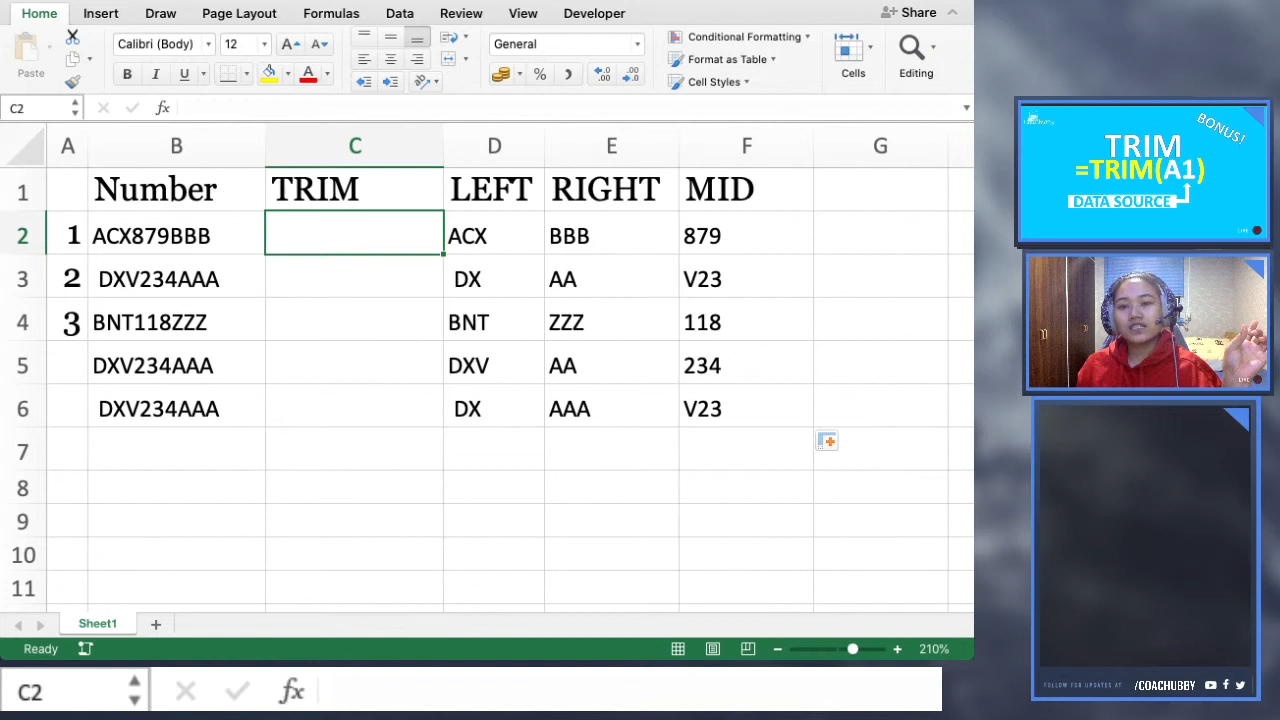 Home Insert Draw Page Layout Formulas Data Review View Developer Share
Paste Calibri (Body) 12 A A B I U A General % Conditional Formatting Format as Table Cell Styles Cells Editing
C2 fx
A B C D E F G
1 Number TRIM LEFT RIGHT MID
2 1 ACX879BBB ACX BBB 879
3 2 DXV234AAA DX AA V23
4 3 BNT118ZZZ BNT ZZZ 118
5 DXV234AAA DXV AA 234
6 DXV234AAA DX AAA V23
7
8
9
10
11
Sheet1
Ready 210%
C2 fx
BONUS!
TRIM
=TRIM(A1)
DATA SOURCE
LIVE
LIVE
FOLLOW FOR UPDATES AT /COACHUBBY